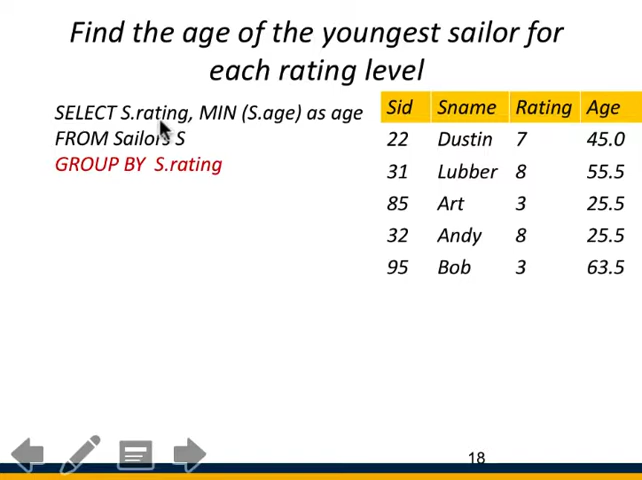 Find the age of the youngest sailor for
each rating level
SELECT S.rating, MIN (S.age) as age
FROM Sailors S
GROUP BY S.rating
Sid Sname Rating Age
22 Dustin 7 45.0
31 Lubber 8 55.5
85 Art 3 25.5
32 Andy 8 25.5
95 Bob 3 63.5
18